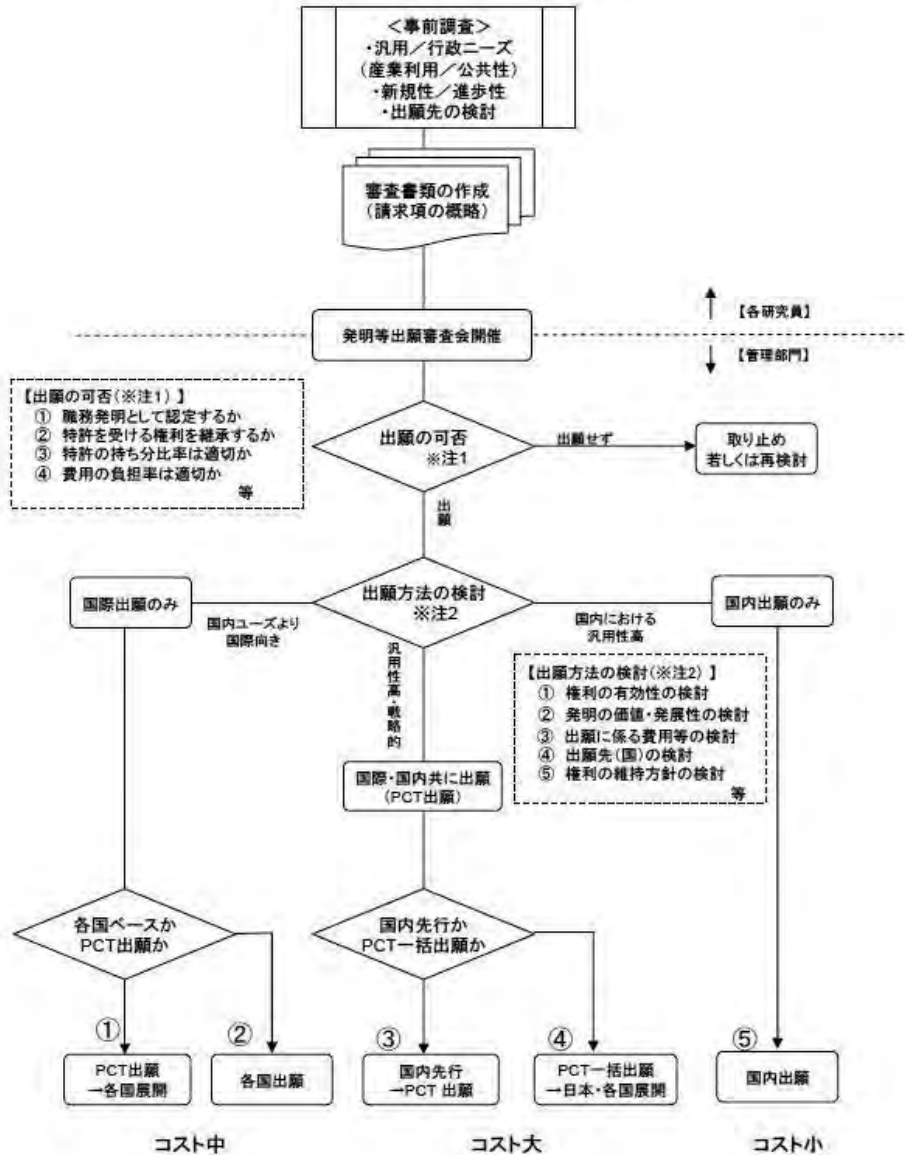 ＜事前調査＞
・汎用／行政ニーズ
(産業利用／公共性)
・新規性／進歩性
・出願先の検討
審査書類の作成
(請求項の概略)
【各研究員】
発明等出願審査会開催
【管理部門】
【出願の可否(※注1) 】
① 職務発明として認定するか
② 特許を受ける権利を継承するか
③ 特許の持ち分比率は適切か
④ 費用の負担率は適切か
等
出願の可否
※注1
出願せず
取り止め
若しくは再検討
出願
国際出願のみ
出願方法の検討
※注2
国内出願のみ
国内ユーズより
国際向き
国内における
汎用性高
汎用性高・戦略的
【出願方法の検討(※注2) 】
① 権利の有効性の検討
② 発明の価値・発展性の検討
③ 出願に係る費用等の検討
④ 出願先(国)の検討
⑤ 権利の維持方針の検討
等
国際・国内共に出願
(PCT出願)
各国ベースか
PCT出願か
国内先行か
PCT一括出願か
①
②
③
④
⑤
PCT出願
→各国展開
各国出願
国内先行
→PCT 出願
PCT一括出願
→日本・各国展開
国内出願
コスト中
コスト大
コスト小